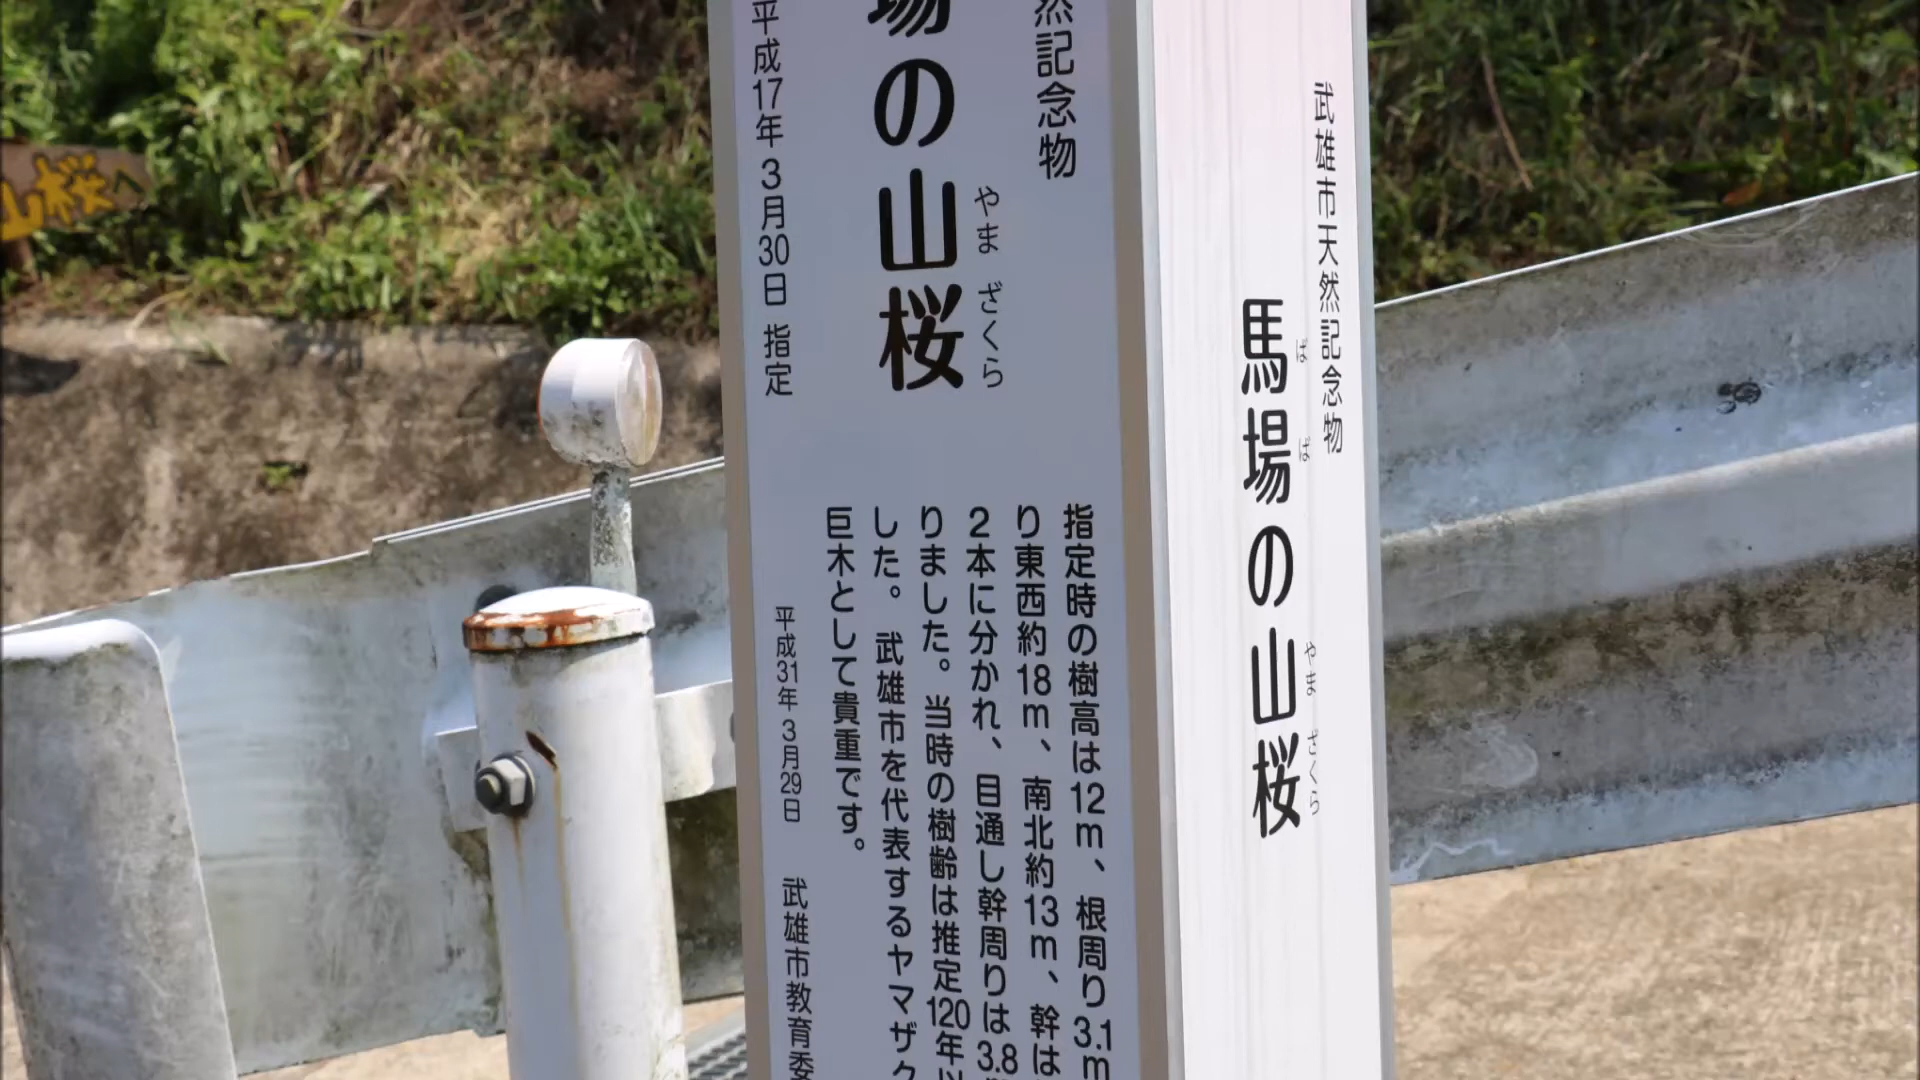 山桜へ
然記念物
場の山桜
やま ざくら
平成17年3月30日 指定
指定時の樹高は12m、根周り3.1m
り東西約18m、南北約13m、幹は
2本に分かれ、目通し幹周りは3.8
りました。当時の樹齢は推定120年以
した。武雄市を代表するヤマザク
巨木として貴重です。
平成31年3月29日 武雄市教育委
武雄市天然記念物
馬場の山桜
ば ば やま ざくら